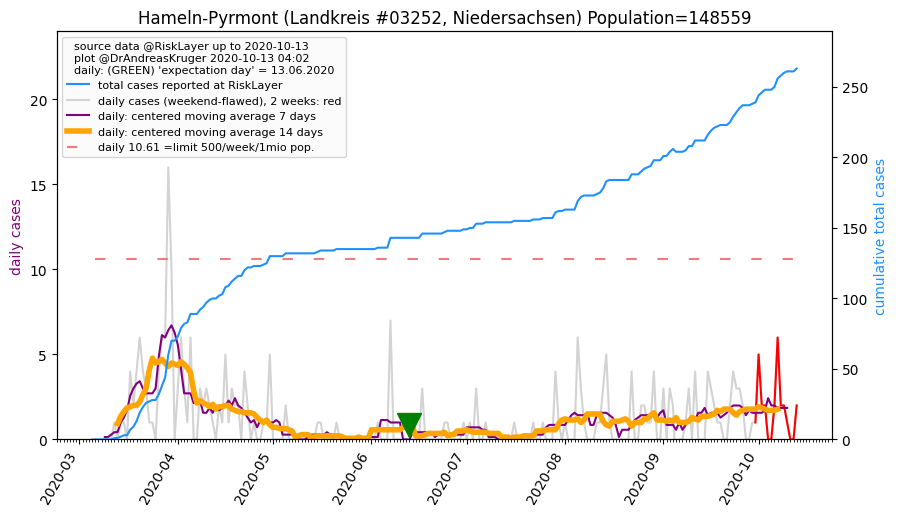 Hameln-Pyrmont (Landkreis #03252, Niedersachsen) Population=148559
source data @RiskLayer up to 2020-10-13
plot @DrAndreasKruger 2020-10-13 04:02
daily: (GREEN) 'expectation day' = 13.06.2020
total cases reported at RiskLayer
daily cases (weekend-flawed), 2 weeks: red
daily: centered moving average 7 days
daily: centered moving average 14 days
daily 10.61 =limit 500/week/1mio pop.
daily cases
20
15
10
5
0
cumulative total cases
250
200
150
100
50
0
2020-03
2020-04
2020-05
2020-06
2020-07
2020-08
2020-09
2020-10